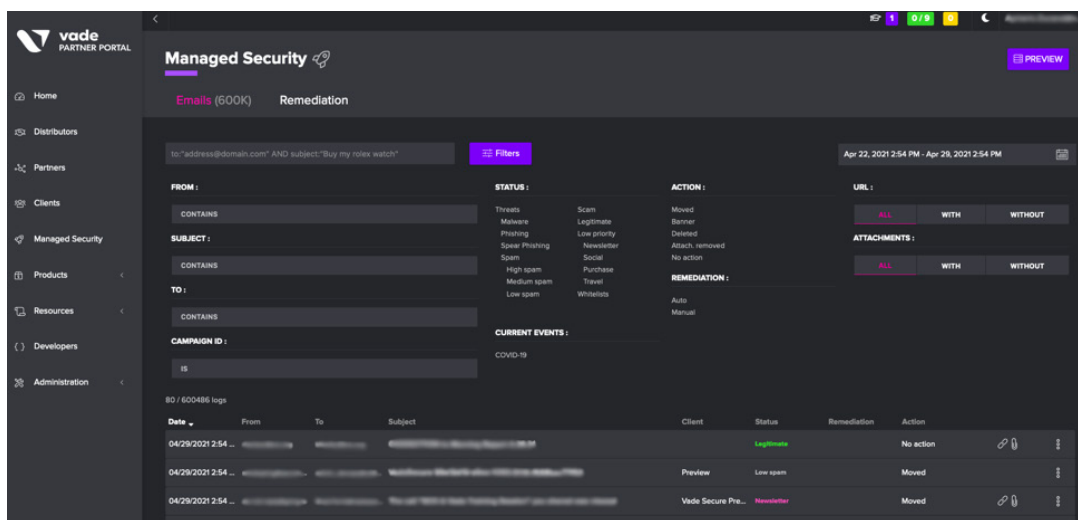 vade
PARTNER PORTAL
1 0/9 0
Managed Security
PREVIEW
Emails (600K) Remediation
Home
Distributors
Partners
Clients
Managed Security
Products
Resources
Developers
Administration
to:"address@domain.com" AND subject:"Buy my rolex watch"
Filters
Apr 22, 2021 2:54 PM - Apr 29, 2021 2:54 PM
FROM :
CONTAINS
SUBJECT :
CONTAINS
TO :
CONTAINS
CAMPAIGN ID :
IS
STATUS :
Threats
Malware
Phishing
Spear Phishing
Spam
High spam
Medium spam
Low spam
Scam
Legitimate
Low priority
Newsletter
Social
Purchase
Travel
Whitelists
CURRENT EVENTS :
COVID-19
ACTION :
Moved
Banner
Deleted
Attach. removed
No action
REMEDIATION :
Auto
Manual
URL :
ALL WITH WITHOUT
ATTACHMENTS :
ALL WITH WITHOUT
80 / 600486 logs
Date From To Subject Client Status Remediation Action
04/29/2021 2:54 ... Legitimate No action
04/29/2021 2:54 ... Preview Low spam Moved
04/29/2021 2:54 ... Vade Secure Pre... Newsletter Moved